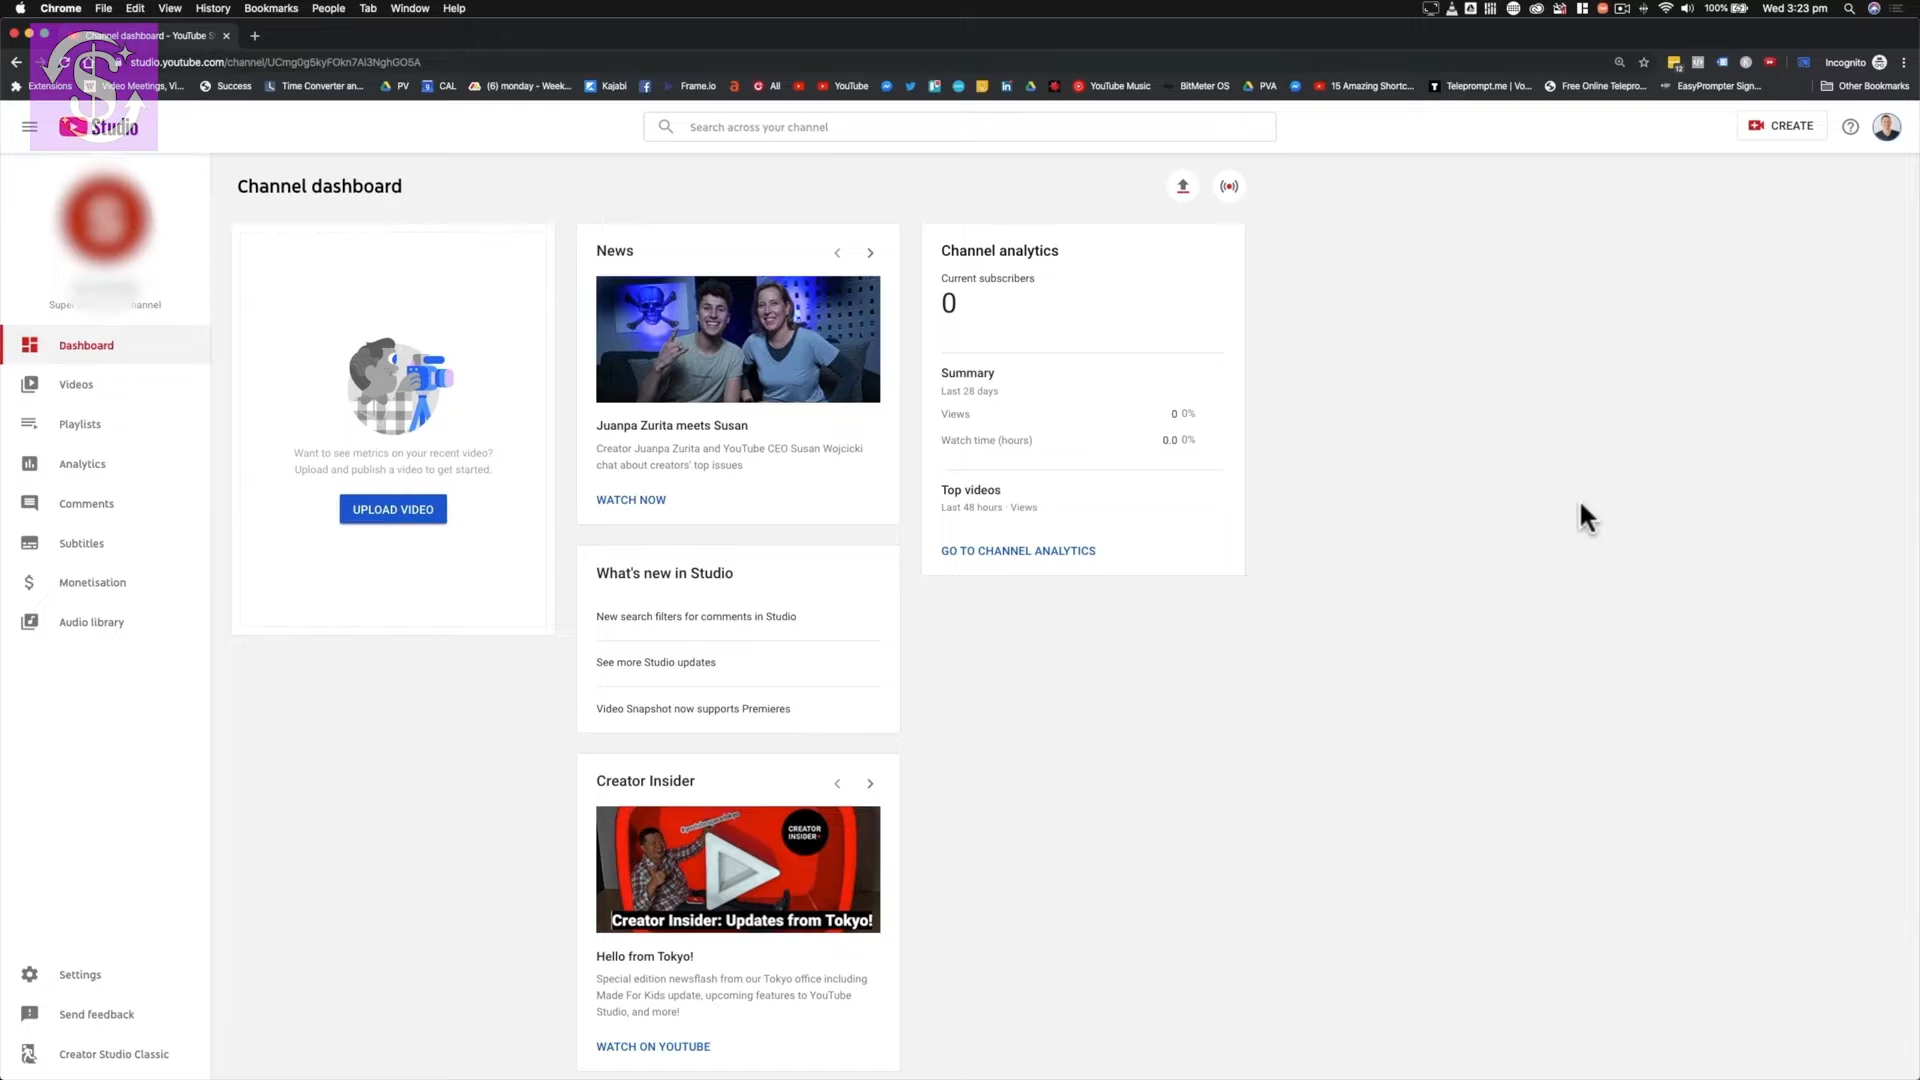 Chrome File Edit View History Bookmarks People Tab Window Help
100% Wed 3:23 pm
Channel dashboard - YouTube S
studio.youtube.com/channel/UCmg0g5kyFOkn7Al3NghGO5A
Incognito
Extensions Video Meetings, Vi... Success Time Converter an... PV CAL (6) monday - Week... Kajabi Frame.io All YouTube YouTube Music BitMeter OS PVA 15 Amazing Shortc... Teleprompt.me | Vo... Free Online Telepro... EasyPrompter Sign... Other Bookmarks
Studio
Search across your channel
CREATE
Channel dashboard
Dashboard
Videos
Playlists
Analytics
Comments
Subtitles
Monetisation
Audio library
Settings
Send feedback
Creator Studio Classic
Want to see metrics on your recent video?
Upload and publish a video to get started.
UPLOAD VIDEO
News
Juanpa Zurita meets Susan
Creator Juanpa Zurita and YouTube CEO Susan Wojcicki
chat about creators' top issues
WATCH NOW
What's new in Studio
New search filters for comments in Studio
See more Studio updates
Video Snapshot now supports Premieres
Creator Insider
CREATOR
INSIDER
Creator Insider: Updates from Tokyo!
Hello from Tokyo!
Special edition newsflash from our Tokyo office including
Made For Kids update, upcoming features to YouTube
Studio, and more!
WATCH ON YOUTUBE
Channel analytics
Current subscribers
0
Summary
Last 28 days
Views 0 0%
Watch time (hours) 0.0 0%
Top videos
Last 48 hours · Views
GO TO CHANNEL ANALYTICS